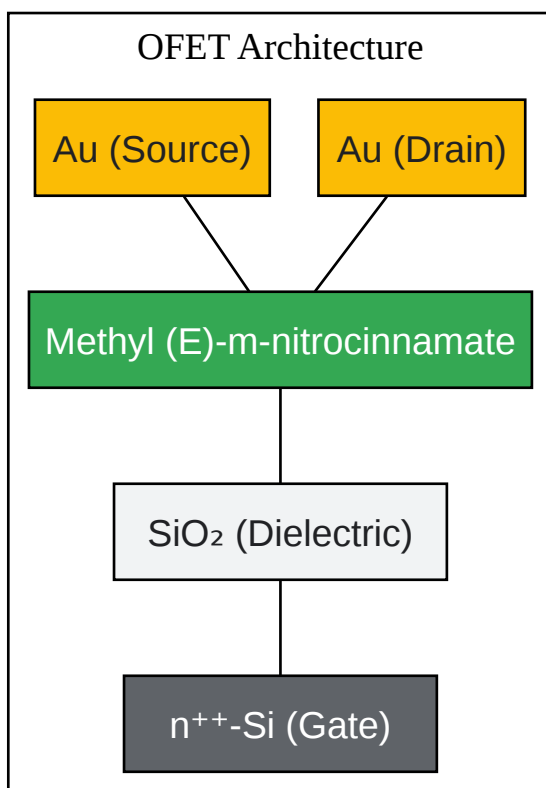 OFET Architecture
Au (Source)
Au (Drain)
Methyl (E)-m-nitrocinnamate
SiO₂ (Dielectric)
n⁺⁺-Si (Gate)